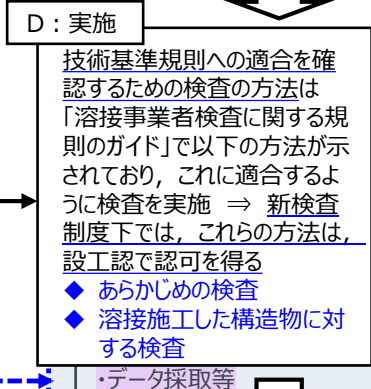 D:実施
技術基準規則への適合を確
認するための検査の方法は
「溶接事業者検査に関する規
則のガイド」で以下の方法が示
されており，これに適合するよ
うに検査を実施 ⇒ 新検査
制度下では，これらの方法は，
設工認で認可を得る
◆ あらかじめの検査
◆ 溶接施工した構造物に対
する検査
・データ採取等